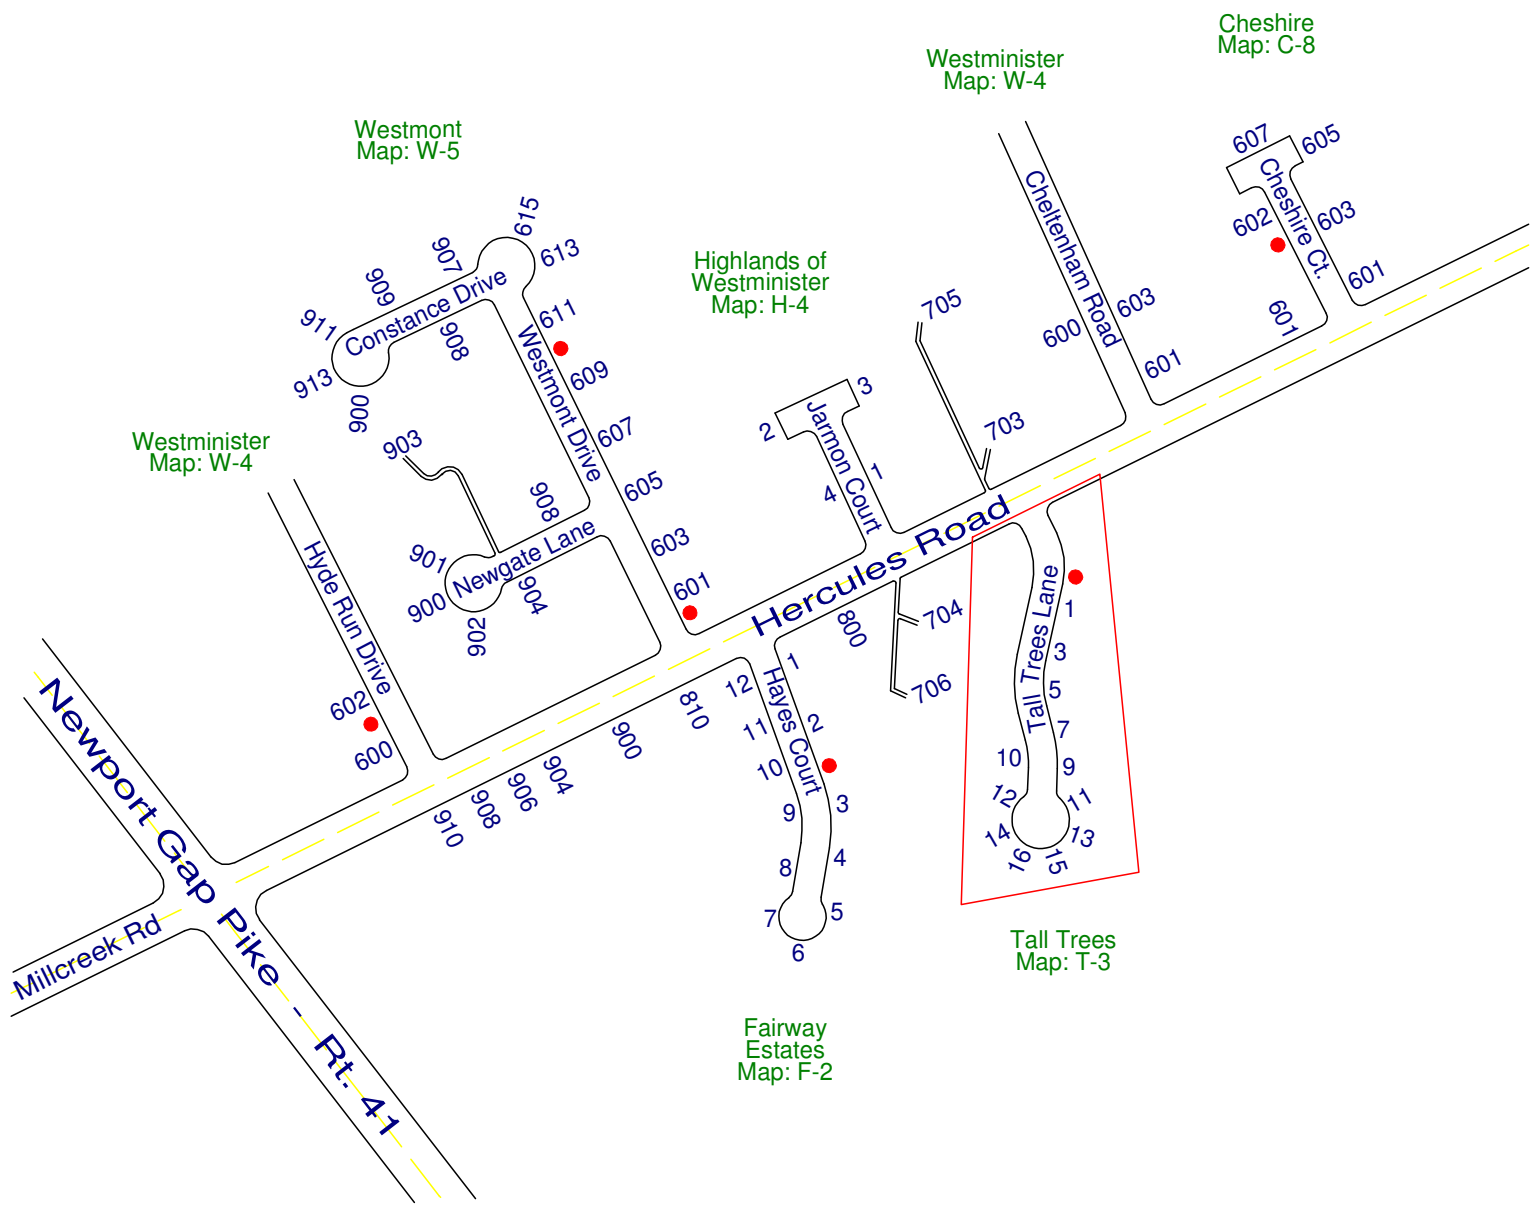 Cheshire
Map: C-8
Westminister
Map: W-4
Westmont
Map: W-5
607
605
602
603
Cheshire Ct.
601
601
Cheltenham Road
603
600
601
615
613
907
909
911
Constance Drive
908
913
900
611
609
Westmont Drive
607
605
603
601
Highlands of
Westminister
Map: H-4
705
703
3
2
Jarmon Court
1
4
Westminister
Map: W-4
903
908
901
Newgate Lane
900
904
902
Hyde Run Drive
602
600
Hercules Road
800
704
706
810
900
904
906
908
910
1
12
Hayes Court
2
11
10
3
9
4
8
5
7
6
Tall Trees Lane
1
3
5
7
10
9
12
11
14
13
16
15
Tall Trees
Map: T-3
Newport Gap Pike - Rt. 41
Millcreek Rd
Fairway
Estates
Map: F-2